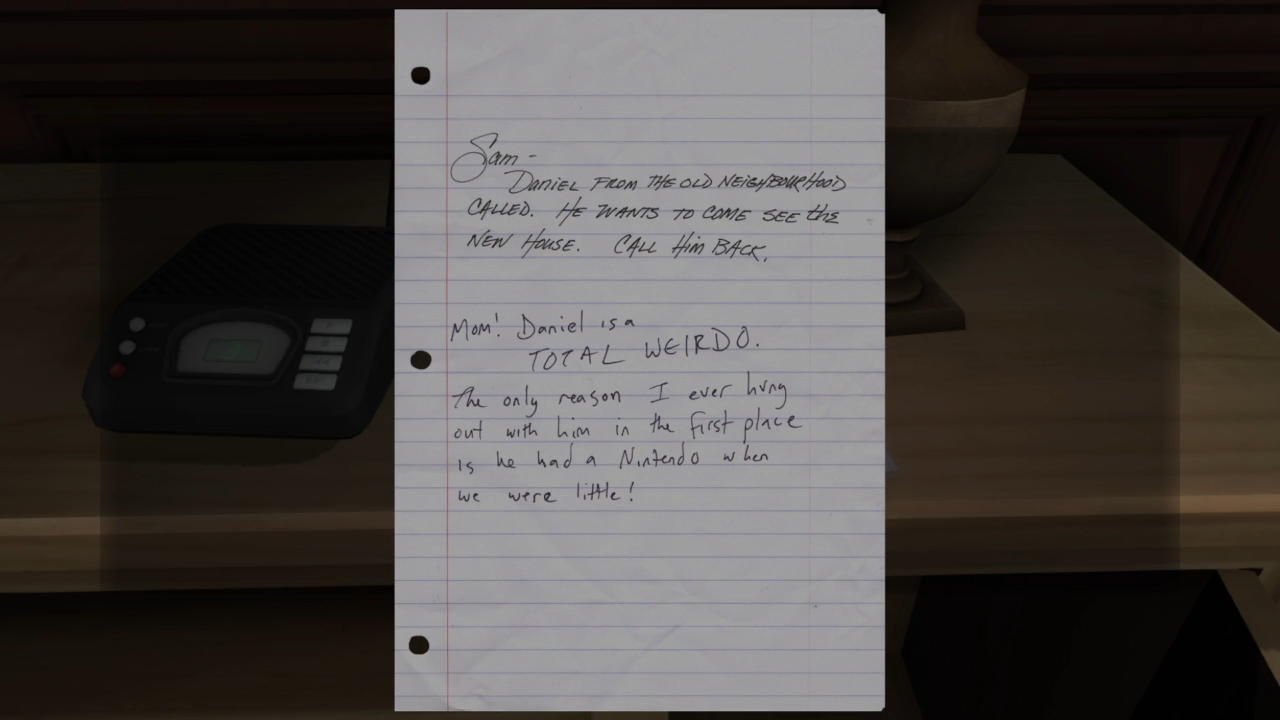 Sam -
DANIEL FROM THE OLD NEIGHBOURHOOD
CALLED. HE WANTS TO COME SEE the
NEW HOUSE. CALL HIM BACK.
Mom! Daniel is a
TOTAL WEIRDO.
The only reason I ever hung
out with him in the first place
is he had a Nintendo when
we were little!